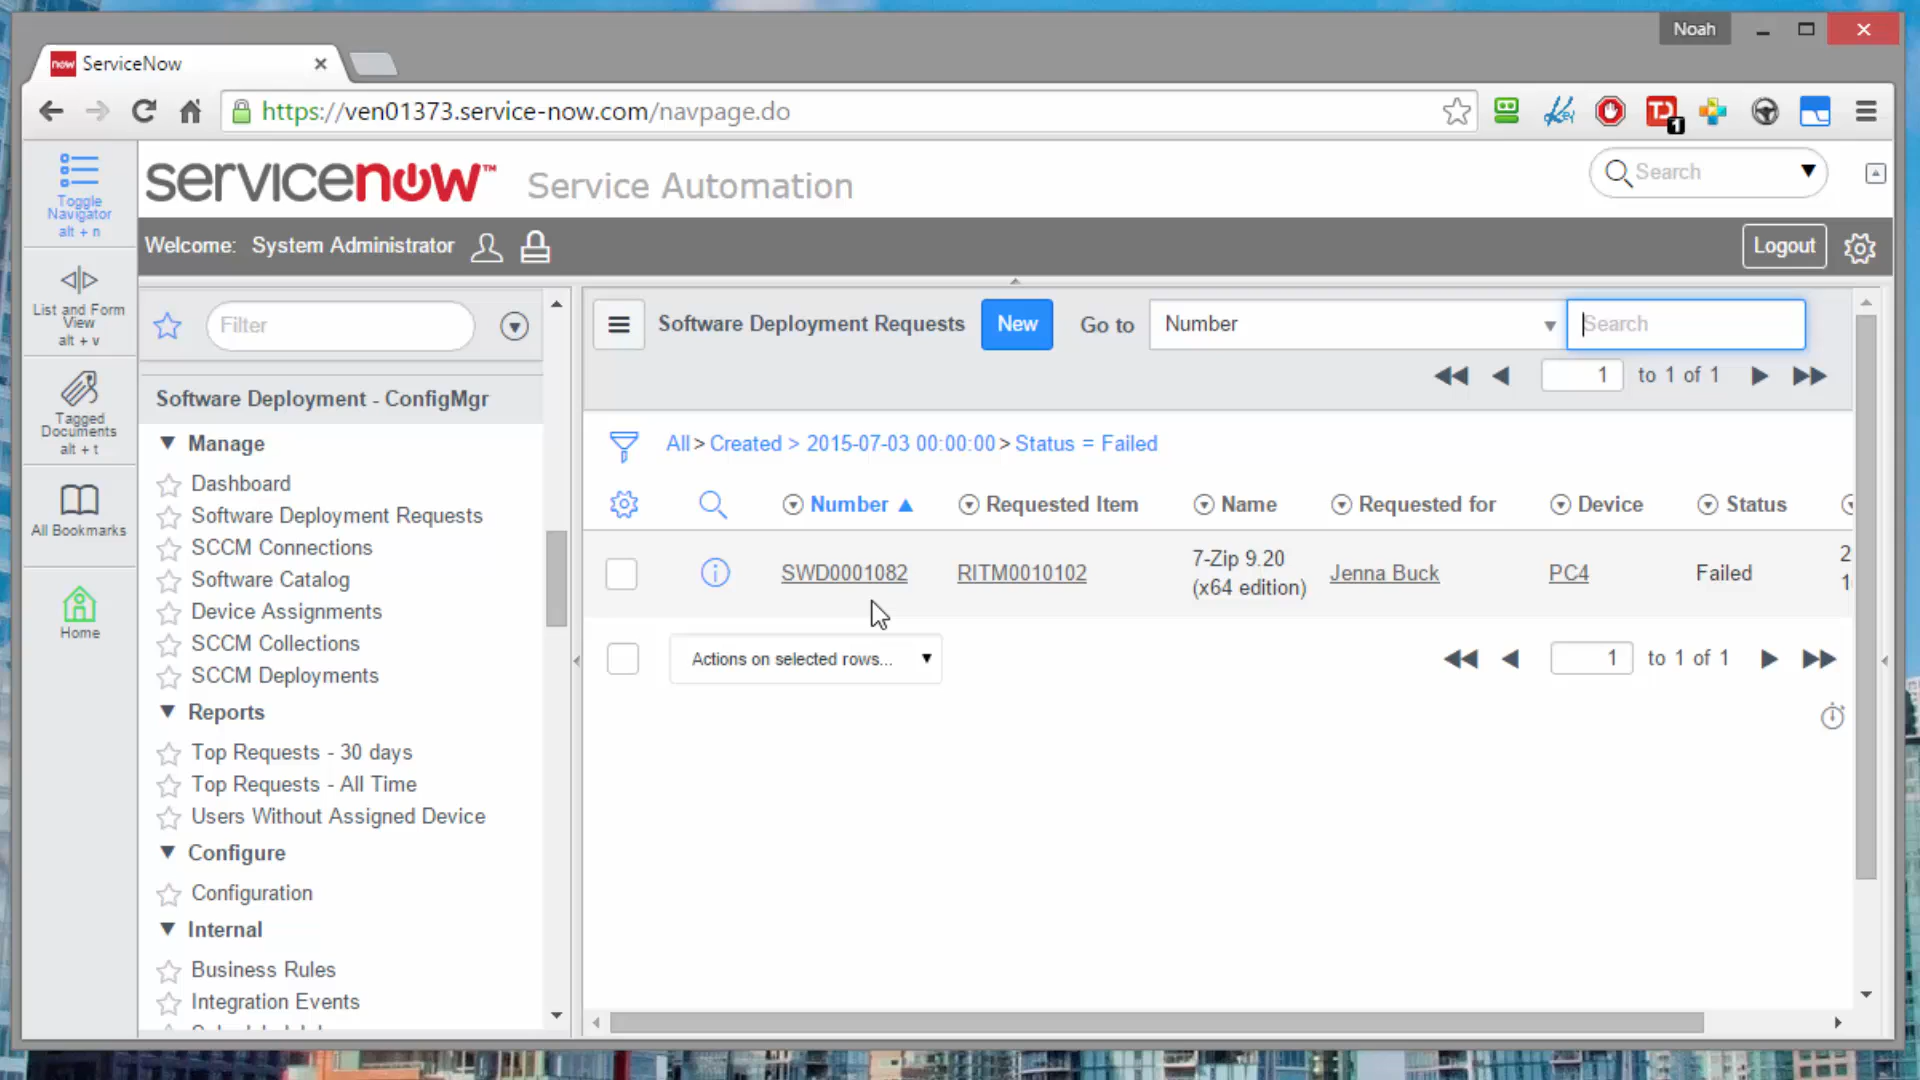 Noah
now ServiceNow
https://ven01373.service-now.com/navpage.do
TD 1
servicenow™ Service Automation
Search
Toggle
Navigator
alt + n
Welcome: System Administrator
Logout
List and Form
View
alt + v
Filter
Software Deployment Requests New Go to Number Search
1 to 1 of 1
Tagged
Documents
alt + t
All Bookmarks
Home
Software Deployment - ConfigMgr
Manage
Dashboard
Software Deployment Requests
SCCM Connections
Software Catalog
Device Assignments
SCCM Collections
SCCM Deployments
Reports
Top Requests - 30 days
Top Requests - All Time
Users Without Assigned Device
Configure
Configuration
Internal
Business Rules
Integration Events
All > Created > 2015-07-03 00:00:00 > Status = Failed
Number Requested Item Name Requested for Device Status
SWD0001082 RITM0010102 7-Zip 9.20 (x64 edition) Jenna Buck PC4 Failed
Actions on selected rows...
1 to 1 of 1